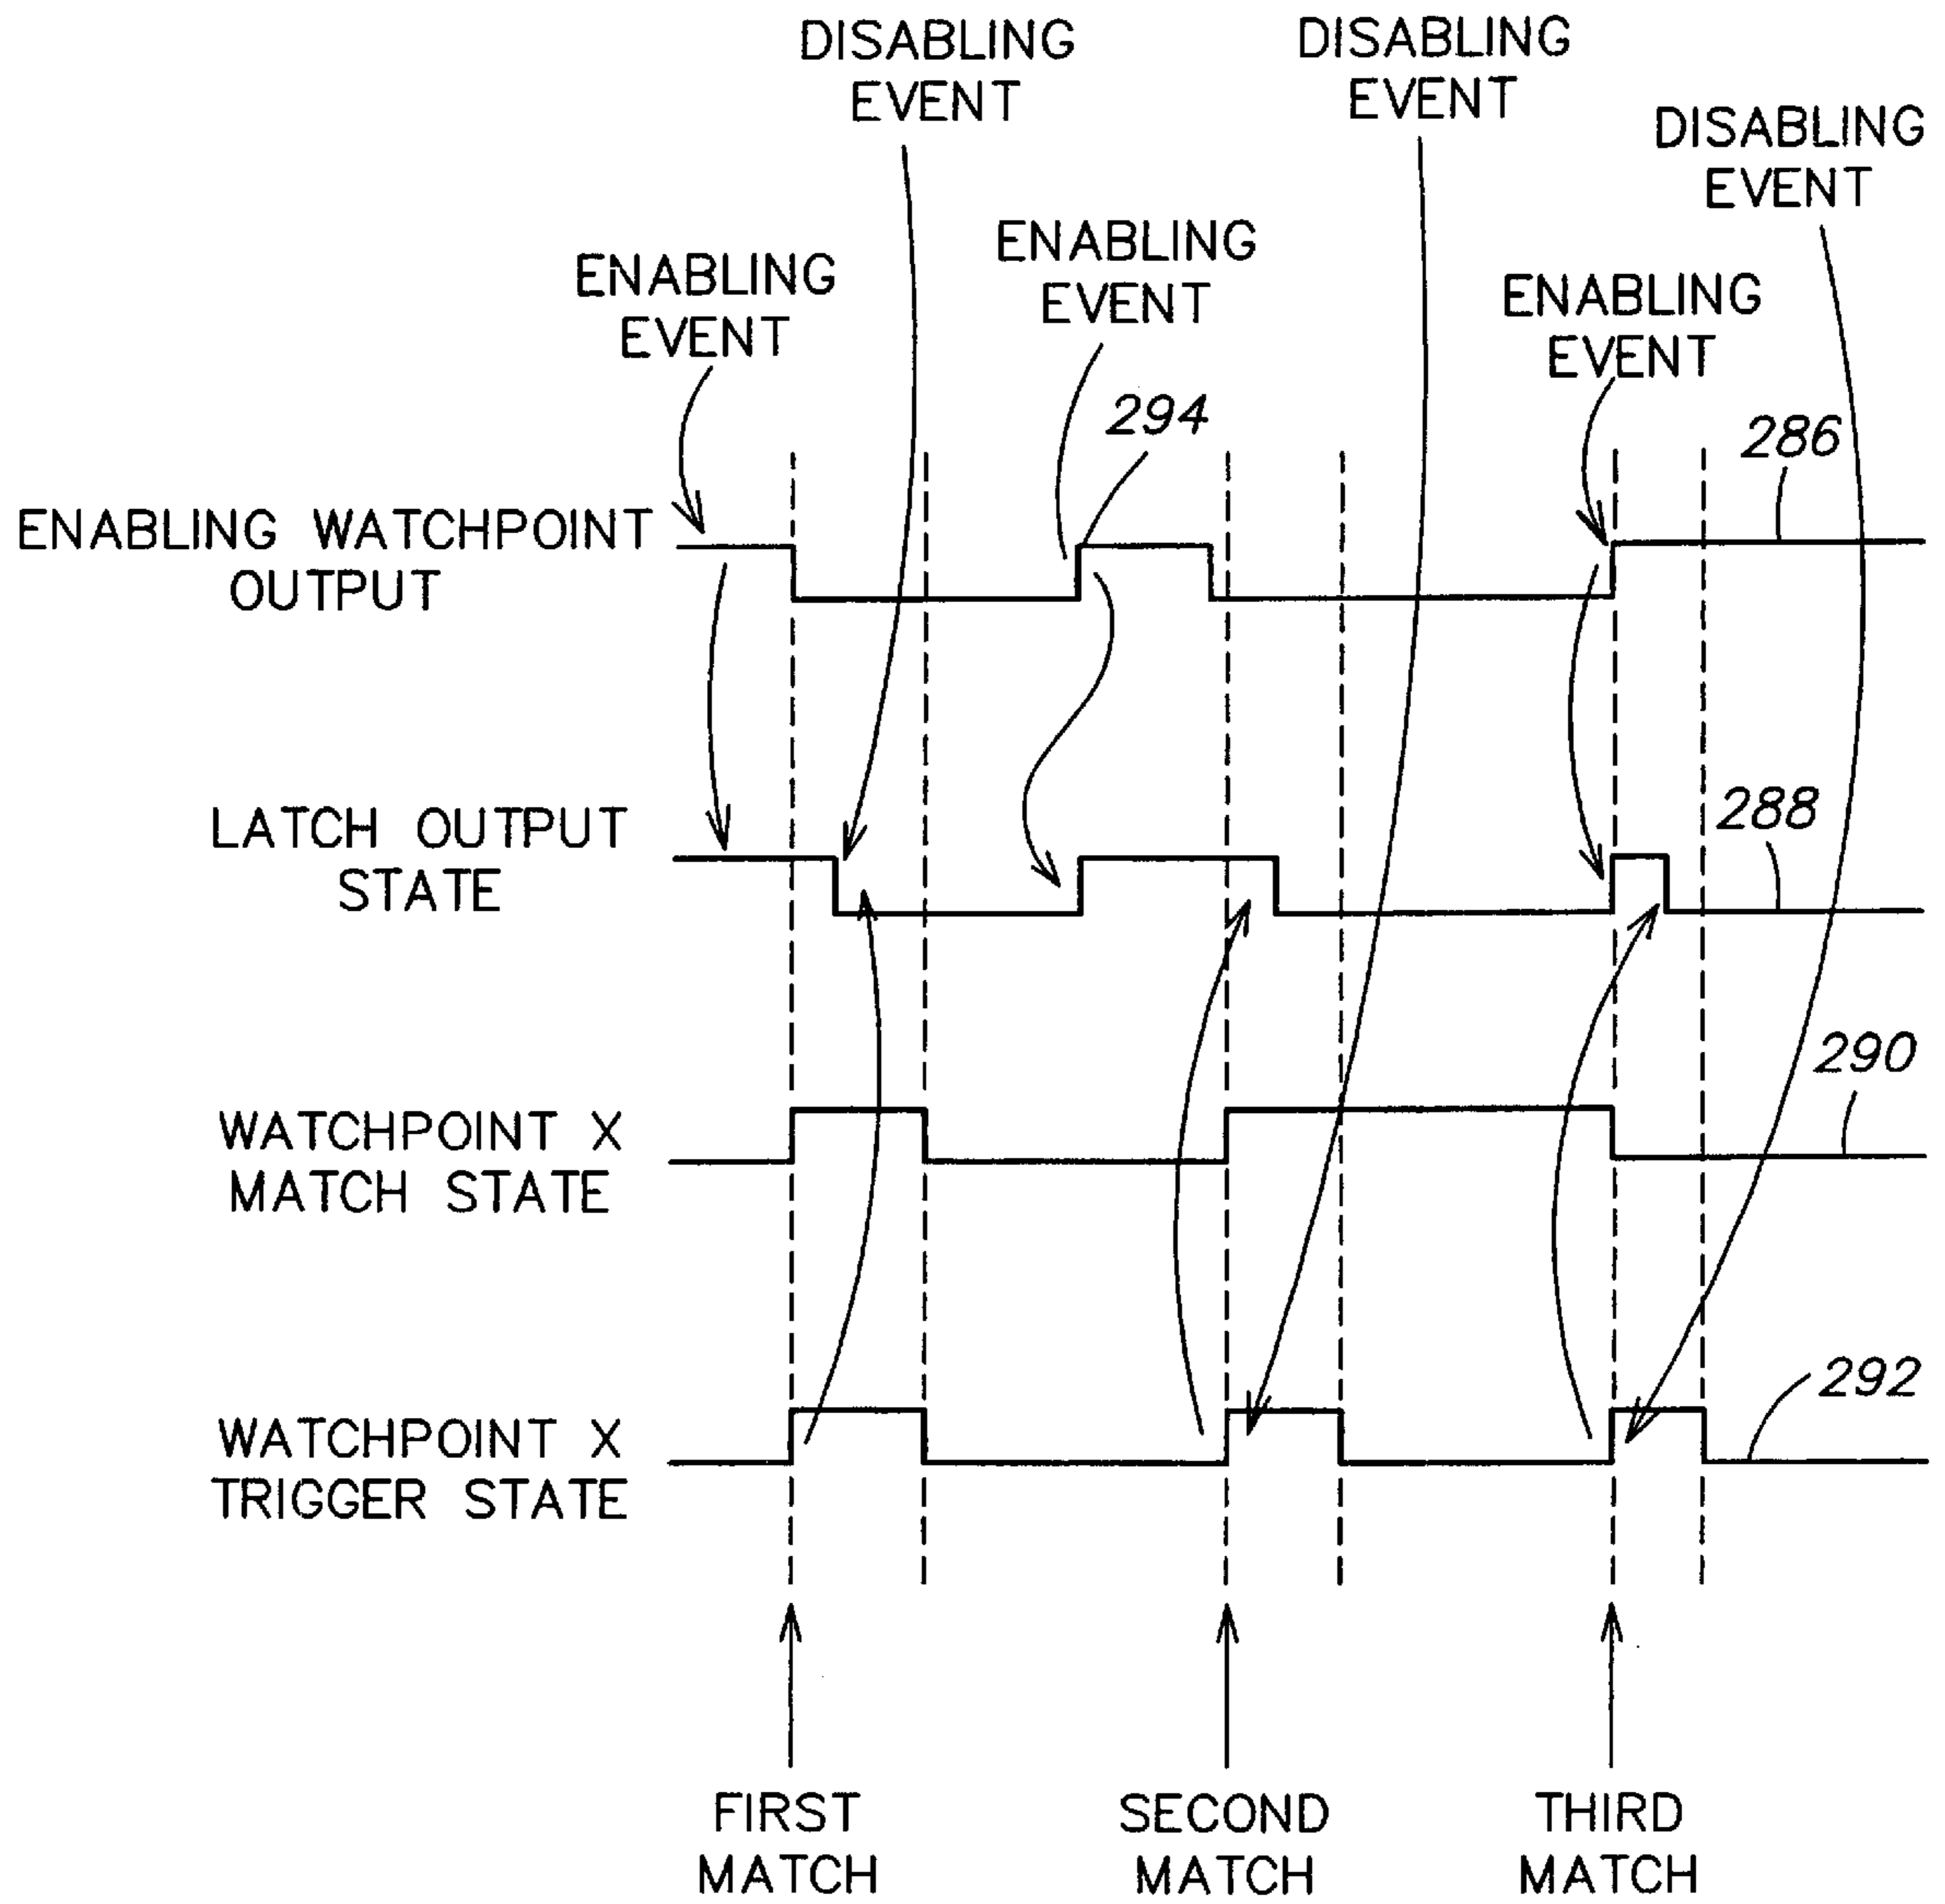 DISABLING
EVENT
DISABLING
EVENT
DISABLING
EVENT
ENABLING
EVENT
ENABLING
EVENT
ENABLING
EVENT
294
286
ENABLING WATCHPOINT
OUTPUT
LATCH OUTPUT
STATE
288
WATCHPOINT X
MATCH STATE
290
WATCHPOINT X
TRIGGER STATE
292
FIRST
MATCH
SECOND
MATCH
THIRD
MATCH